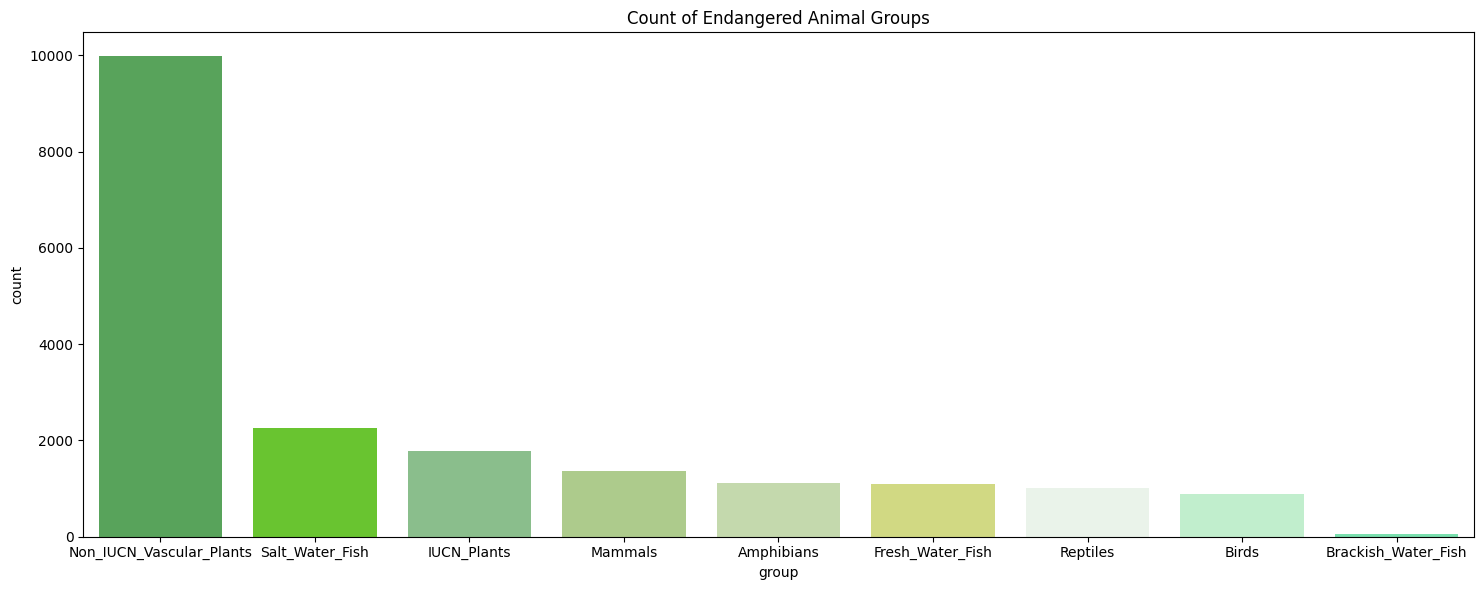 Count of Endangered Animal Groups
count
10000
8000
6000
4000
2000
0
Non_IUCN_Vascular_Plants Salt_Water_Fish IUCN_Plants Mammals Amphibians Fresh_Water_Fish Reptiles Birds Brackish_Water_Fish
group